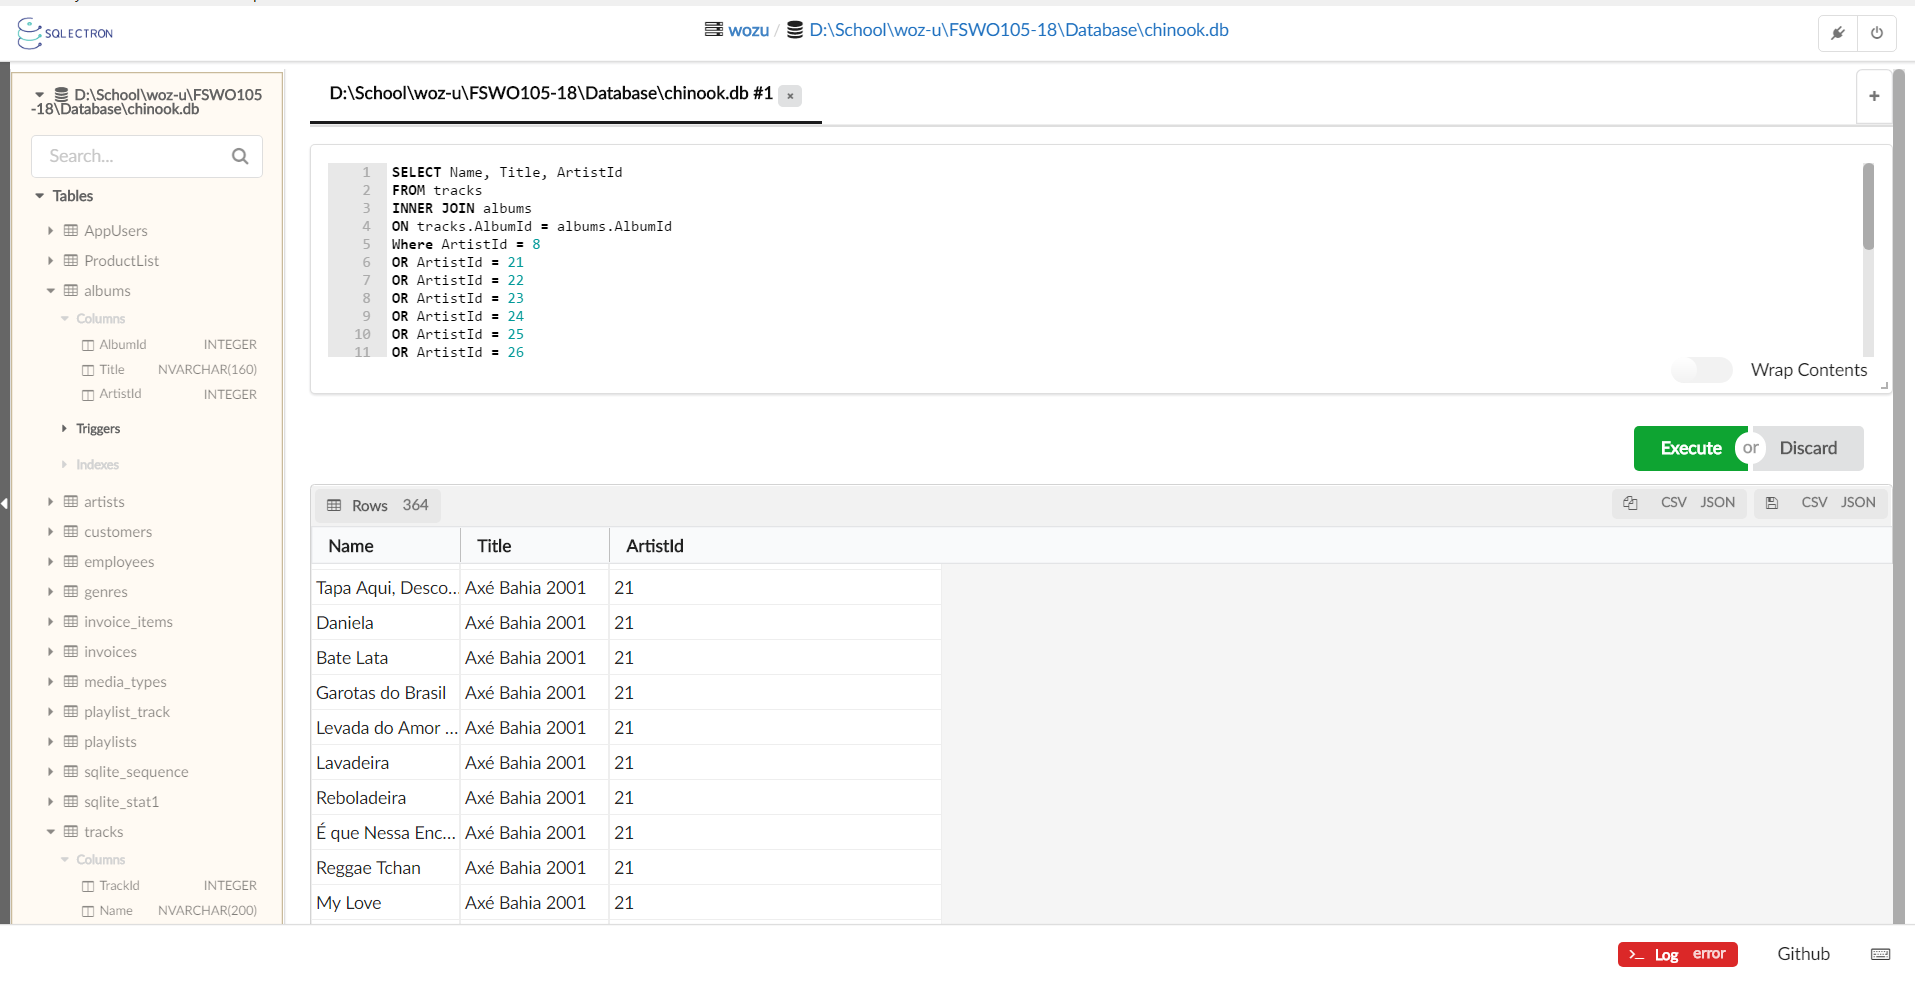 SQLECTRON
wozu / D:\School\woz-u\FSWO105-18\Database\chinook.db
D:\School\woz-u\FSWO105
-18\Database\chinook.db
Search...
Tables
AppUsers
ProductList
albums
Columns
AlbumId INTEGER
Title NVARCHAR(160)
ArtistId INTEGER
Triggers
Indexes
artists
customers
employees
genres
invoice_items
invoices
media_types
playlist_track
playlists
sqlite_sequence
sqlite_stat1
tracks
Columns
TrackId INTEGER
Name NVARCHAR(200)
D:\School\woz-u\FSWO105-18\Database\chinook.db #1 ×
+
1 SELECT Name, Title, ArtistId
2 FROM tracks
3 INNER JOIN albums
4 ON tracks.AlbumId = albums.AlbumId
5 Where ArtistId = 8
6 OR ArtistId = 21
7 OR ArtistId = 22
8 OR ArtistId = 23
9 OR ArtistId = 24
10 OR ArtistId = 25
11 OR ArtistId = 26
Wrap Contents
Execute or Discard
Rows 364 CSV JSON CSV JSON
Name Title ArtistId
Tapa Aqui, Desco... Axé Bahia 2001 21
Daniela Axé Bahia 2001 21
Bate Lata Axé Bahia 2001 21
Garotas do Brasil Axé Bahia 2001 21
Levada do Amor ... Axé Bahia 2001 21
Lavadeira Axé Bahia 2001 21
Reboladeira Axé Bahia 2001 21
É que Nessa Enc... Axé Bahia 2001 21
Reggae Tchan Axé Bahia 2001 21
My Love Axé Bahia 2001 21
>_ Log error Github